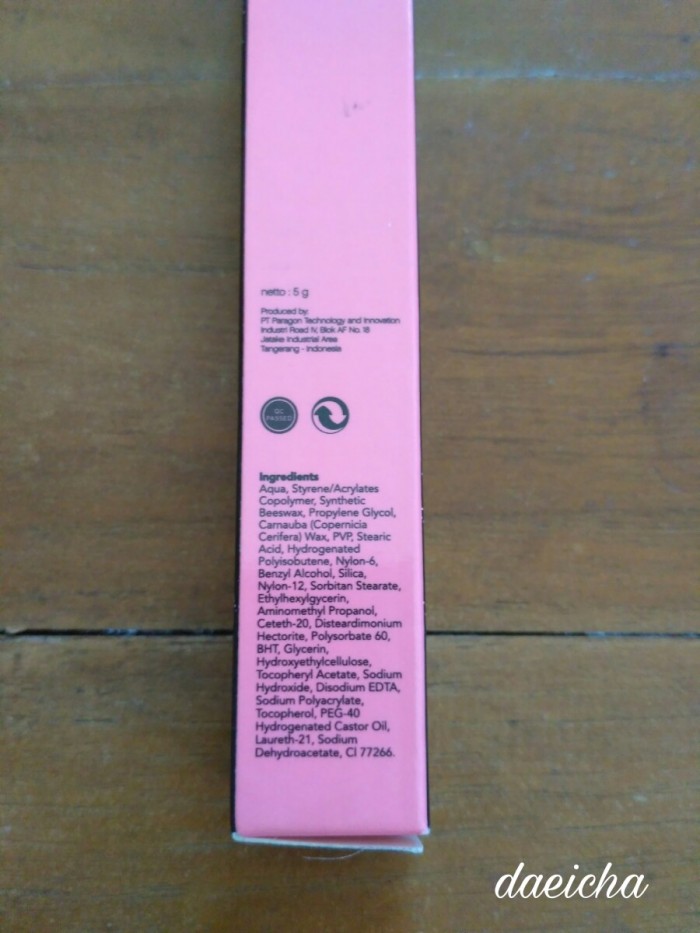 netto : 5 g
Produced by:
PT Paragon Technology and Innovation
Industri Road IV, Blok AF No. 18
Jatake Industrial Area
Tangerang - Indonesia
QC
PASSED
Ingredients
Aqua, Styrene/Acrylates
Copolymer, Synthetic
Beeswax, Propylene Glycol,
Carnauba (Copernicia
Cerifera) Wax, PVP, Stearic
Acid, Hydrogenated
Polyisobutene, Nylon-6,
Benzyl Alcohol, Silica,
Nylon-12, Sorbitan Stearate,
Ethylhexylgycerin,
Aminomethyl Propanol,
Ceteth-20, Disteardimonium
Hectorite, Polysorbate 60,
BHT, Glycerin,
Hydroxyethylcellulose,
Tocopheryl Acetate, Sodium
Hydroxide, Disodium EDTA,
Sodium Polyacrylate,
Tocopherol, PEG-40
Hydrogenated Castor Oil,
Laureth-21, Sodium
Dehydroacetate, CI 77266.
daeicha